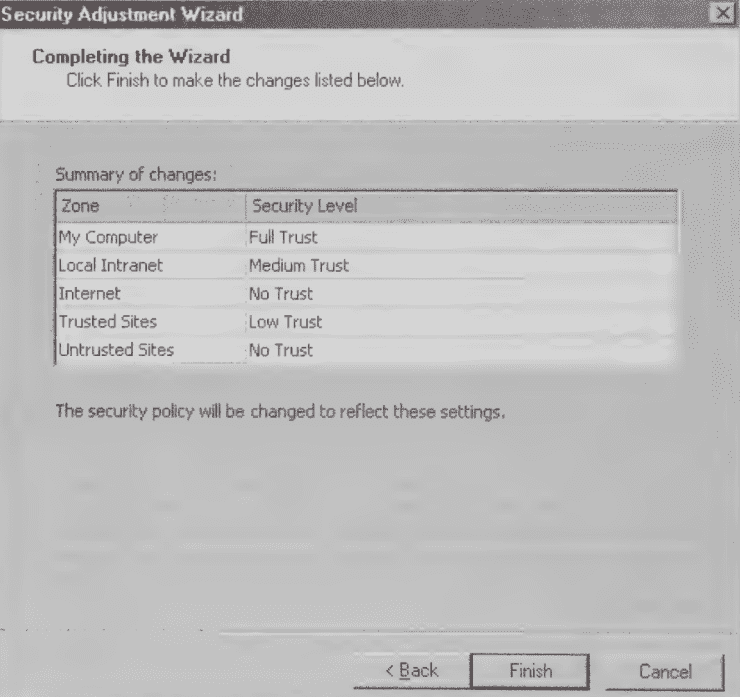 Security Adjustment Wizard
Completing the Wizard
Click Finish to make the changes listed below.
Summary of changes:
Zone Security Level
My Computer Full Trust
Local Intranet Medium Trust
Internet No Trust
Trusted Sites Low Trust
Untrusted Sites No Trust
The security policy will be changed to reflect these settings.
< Back Finish Cancel